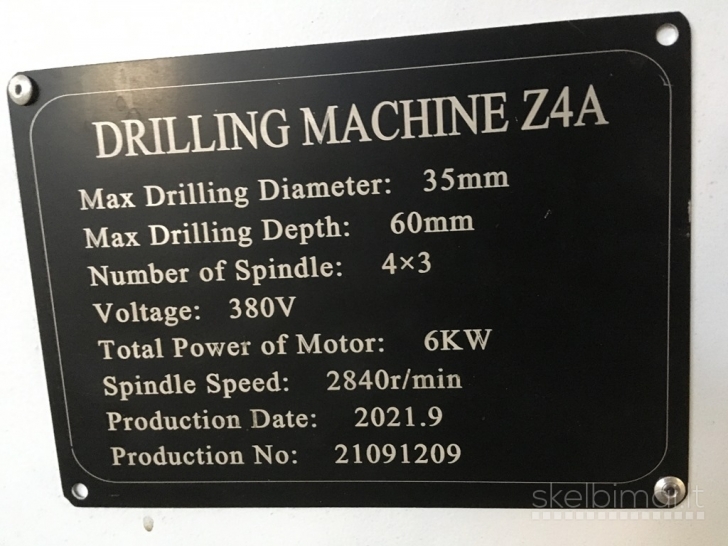 DRILLING MACHINE Z4A
Max Drilling Diameter: 35mm
Max Drilling Depth: 60mm
Number of Spindle: 4×3
Voltage: 380V
Total Power of Motor: 6KW
Spindle Speed: 2840r/min
Production Date: 2021.9
Production No: 21091209
skelbimai.lt